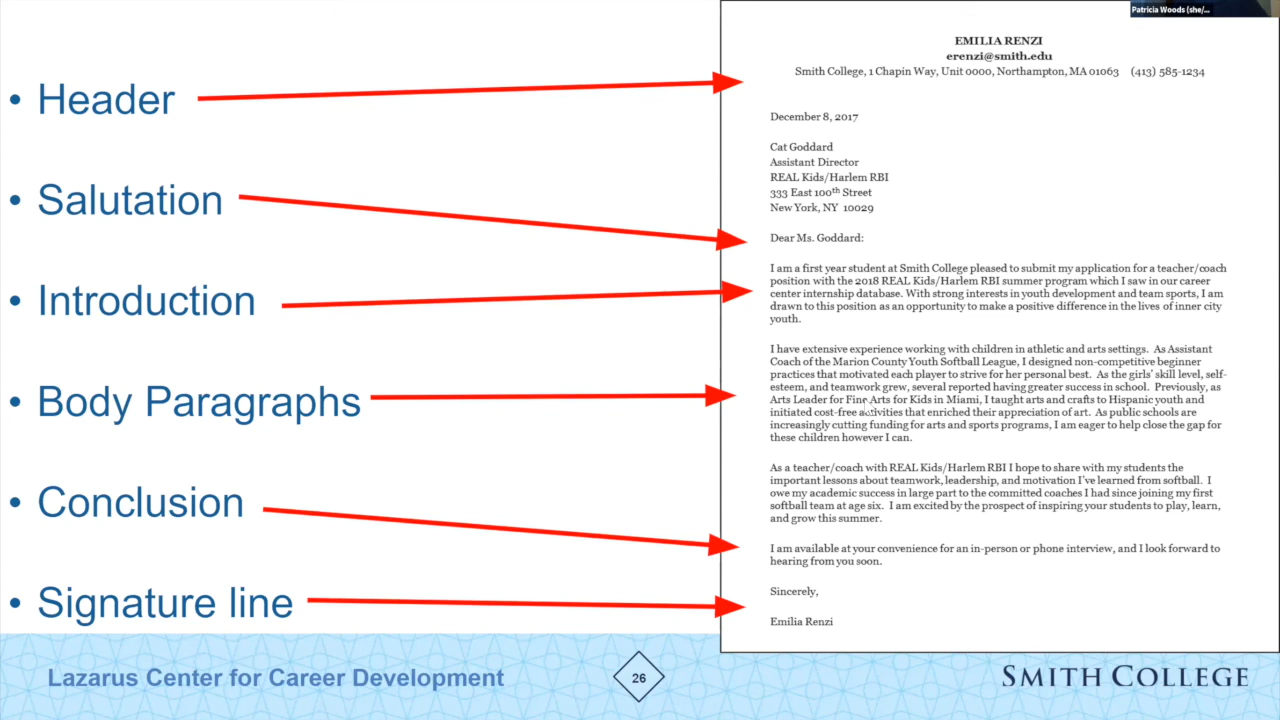 Patricia Woods (she/...
• Header
• Salutation
• Introduction
• Body Paragraphs
• Conclusion
• Signature line
EMILIA RENZI
erenzi@smith.edu
Smith College, 1 Chapin Way, Unit 0000, Northampton, MA 01063 (413) 585-1234
December 8, 2017
Cat Goddard
Assistant Director
REAL Kids/Harlem RBI
333 East 100th Street
New York, NY 10029
Dear Ms. Goddard:
I am a first year student at Smith College pleased to submit my application for a teacher/coach
position with the 2018 REAL Kids/Harlem RBI summer program which I saw in our career
center internship database. With strong interests in youth development and team sports, I am
drawn to this position as an opportunity to make a positive difference in the lives of inner city
youth.
I have extensive experience working with children in athletic and arts settings. As Assistant
Coach of the Marion County Youth Softball League, I designed non-competitive beginner
practices that motivated each player to strive for her personal best. As the girls' skill level, self-
esteem, and teamwork grew, several reported having greater success in school. Previously, as
Arts Leader for Fine Arts for Kids in Miami, I taught arts and crafts to Hispanic youth and
initiated cost-free activities that enriched their appreciation of art. As public schools are
increasingly cutting funding for arts and sports programs, I am eager to help close the gap for
these children however I can.
As a teacher/coach with REAL Kids/Harlem RBI I hope to share with my students the
important lessons about teamwork, leadership, and motivation I've learned from softball. I
owe my academic success in large part to the committed coaches I had since joining my first
softball team at age six. I am excited by the prospect of inspiring your students to play, learn,
and grow this summer.
I am available at your convenience for an in-person or phone interview, and I look forward to
hearing from you soon.
Sincerely,
Emilia Renzi
Lazarus Center for Career Development
26
SMITH COLLEGE